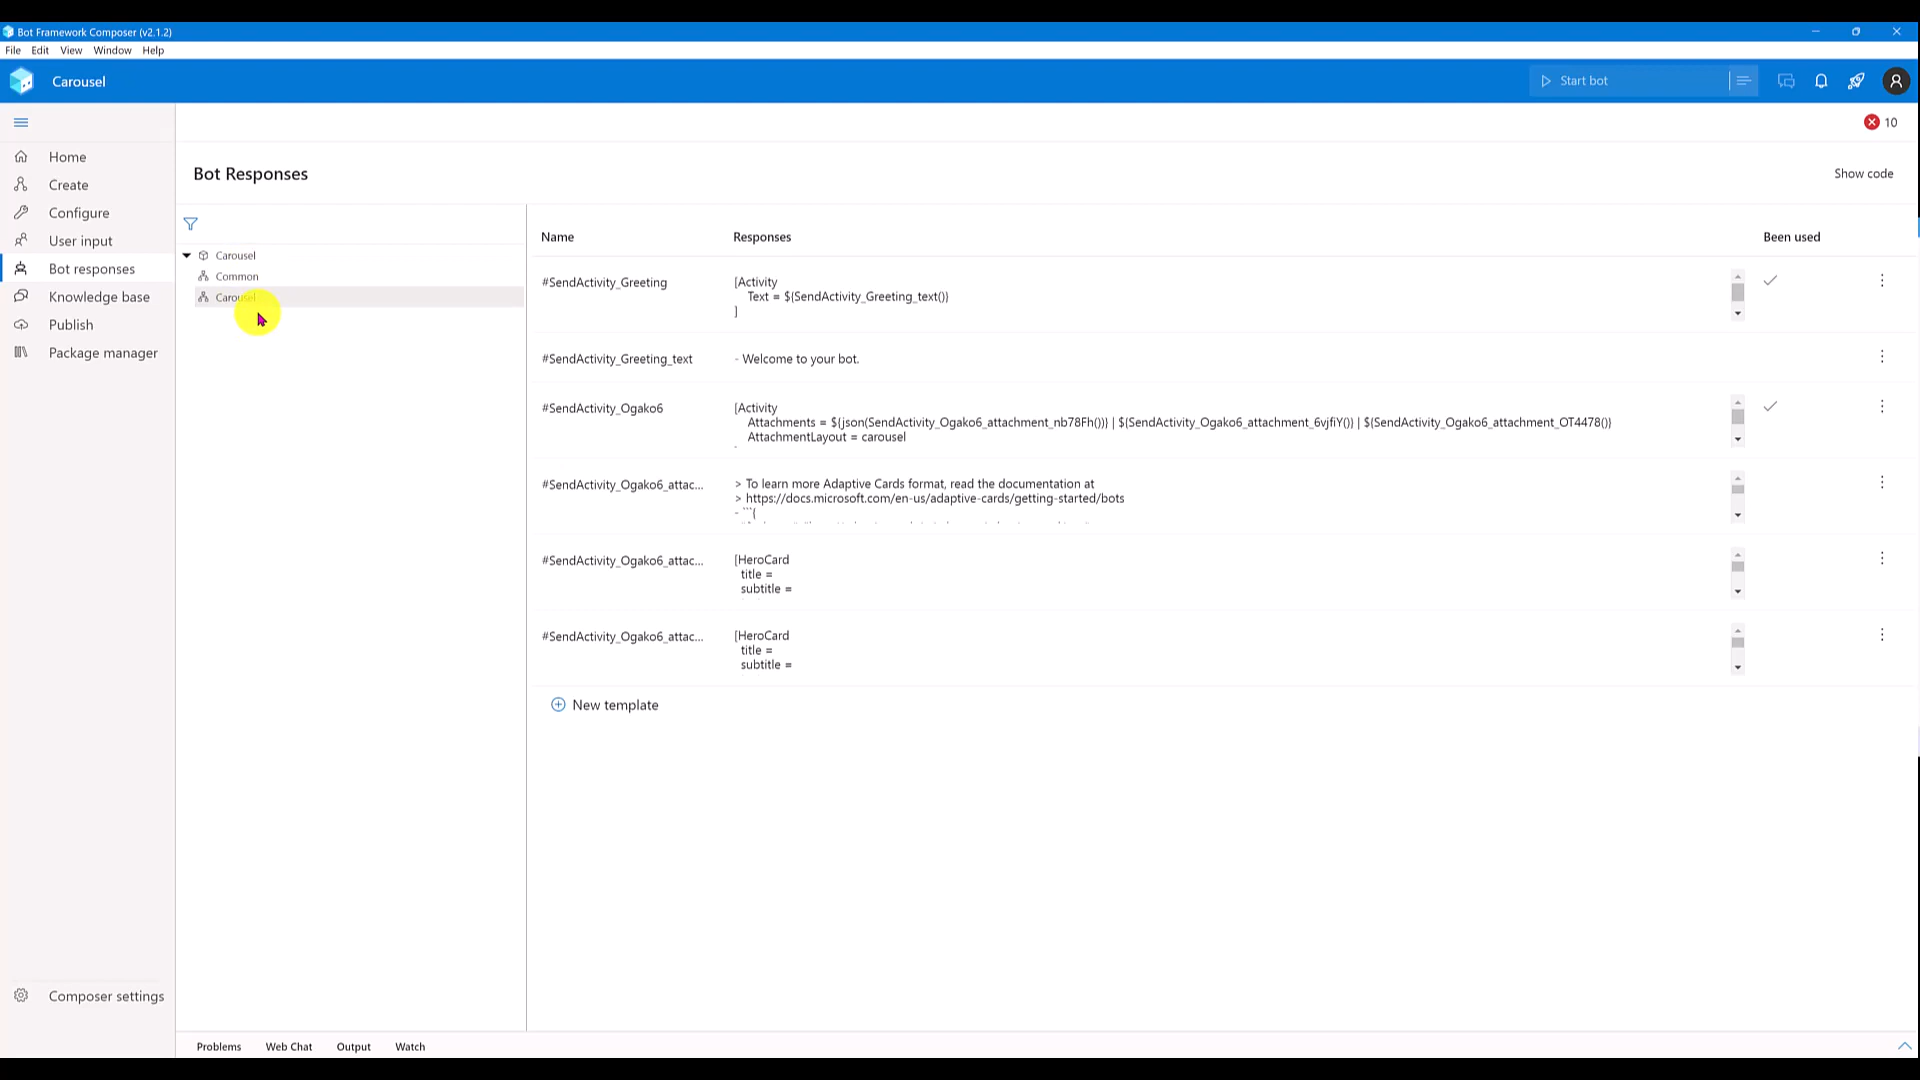 Bot Framework Composer (v2.1.2)
File Edit View Window Help
Carousel
Start bot
10
Home
Create
Configure
User input
Bot responses
Knowledge base
Publish
Package manager
Composer settings
Bot Responses
Show code
Carousel
Common
Carousel
Name Responses Been used
#SendActivity_Greeting
[Activity
Text = ${SendActivity_Greeting_text()}
]
#SendActivity_Greeting_text
- Welcome to your bot.
#SendActivity_Ogako6
[Activity
Attachments = ${json(SendActivity_Ogako6_attachment_nb78Fh())} | ${SendActivity_Ogako6_attachment_6vjfiY()} | ${SendActivity_Ogako6_attachment_OT4478()}
AttachmentLayout = carousel
#SendActivity_Ogako6_attac...
> To learn more Adaptive Cards format, read the documentation at
> https://docs.microsoft.com/en-us/adaptive-cards/getting-started/bots
- ```{
#SendActivity_Ogako6_attac...
[HeroCard
title =
subtitle =
#SendActivity_Ogako6_attac...
[HeroCard
title =
subtitle =
New template
Problems Web Chat Output Watch